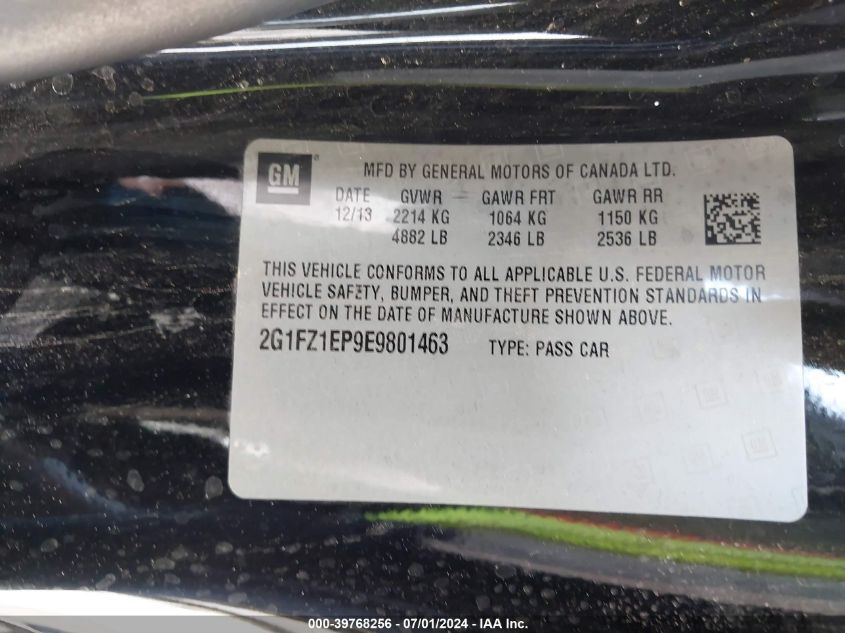 GM ®
MFD BY GENERAL MOTORS OF CANADA LTD.
DATE GVWR GAWR FRT GAWR RR
12/13 2214 KG 1064 KG 1150 KG
4882 LB 2346 LB 2536 LB
THIS VEHICLE CONFORMS TO ALL APPLICABLE U.S. FEDERAL MOTOR
VEHICLE SAFETY, BUMPER, AND THEFT PREVENTION STANDARDS IN
EFFECT ON THE DATE OF MANUFACTURE SHOWN ABOVE.
2G1FZ1EP9E9801463 TYPE: PASS CAR
GM
000-39768256 - 07/01/2024 - IAA Inc.